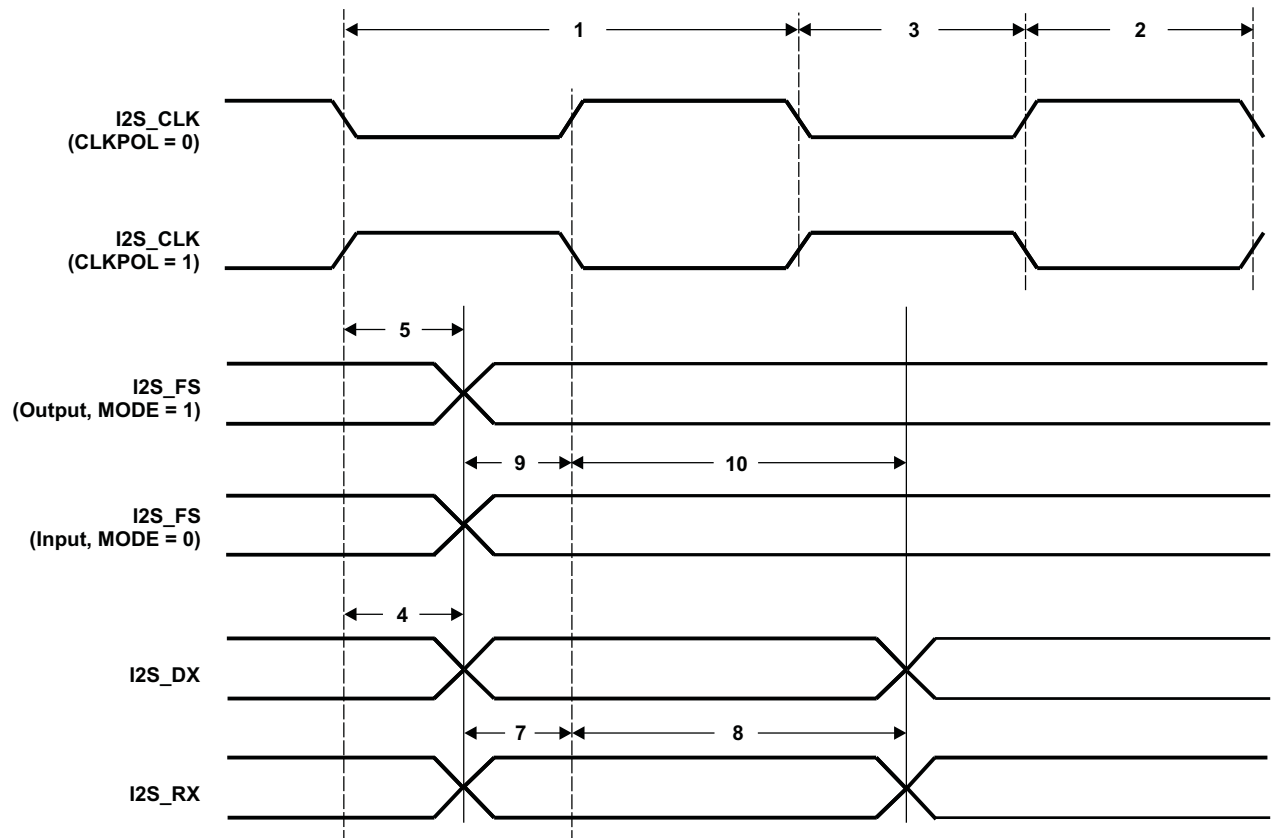 1
3
2
I2S_CLK
(CLKPOL = 0)
I2S_CLK
(CLKPOL = 1)
5
I2S_FS
(Output, MODE = 1)
9
10
I2S_FS
(Input, MODE = 0)
4
I2S_DX
7
8
I2S_RX